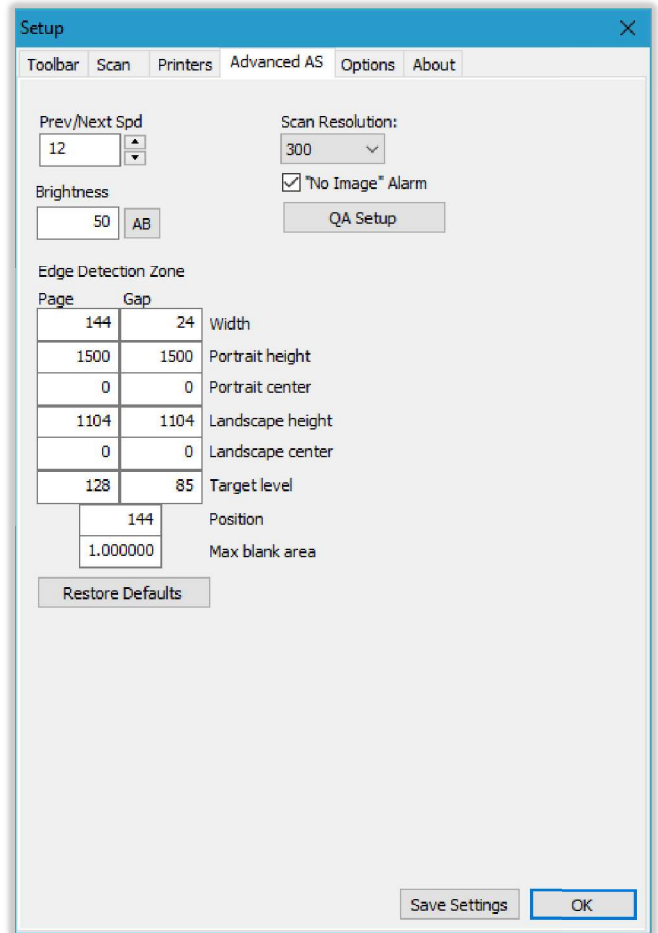 Setup
Toolbar Scan Printers Advanced AS Options About
Prev/Next Spd
12
Scan Resolution:
300
"No Image" Alarm
Brightness
50 AB
QA Setup
Edge Detection Zone
Page Gap
144 24 Width
1500 1500 Portrait height
0 0 Portrait center
1104 1104 Landscape height
0 0 Landscape center
128 85 Target level
144 Position
1.000000 Max blank area
Restore Defaults
Save Settings OK